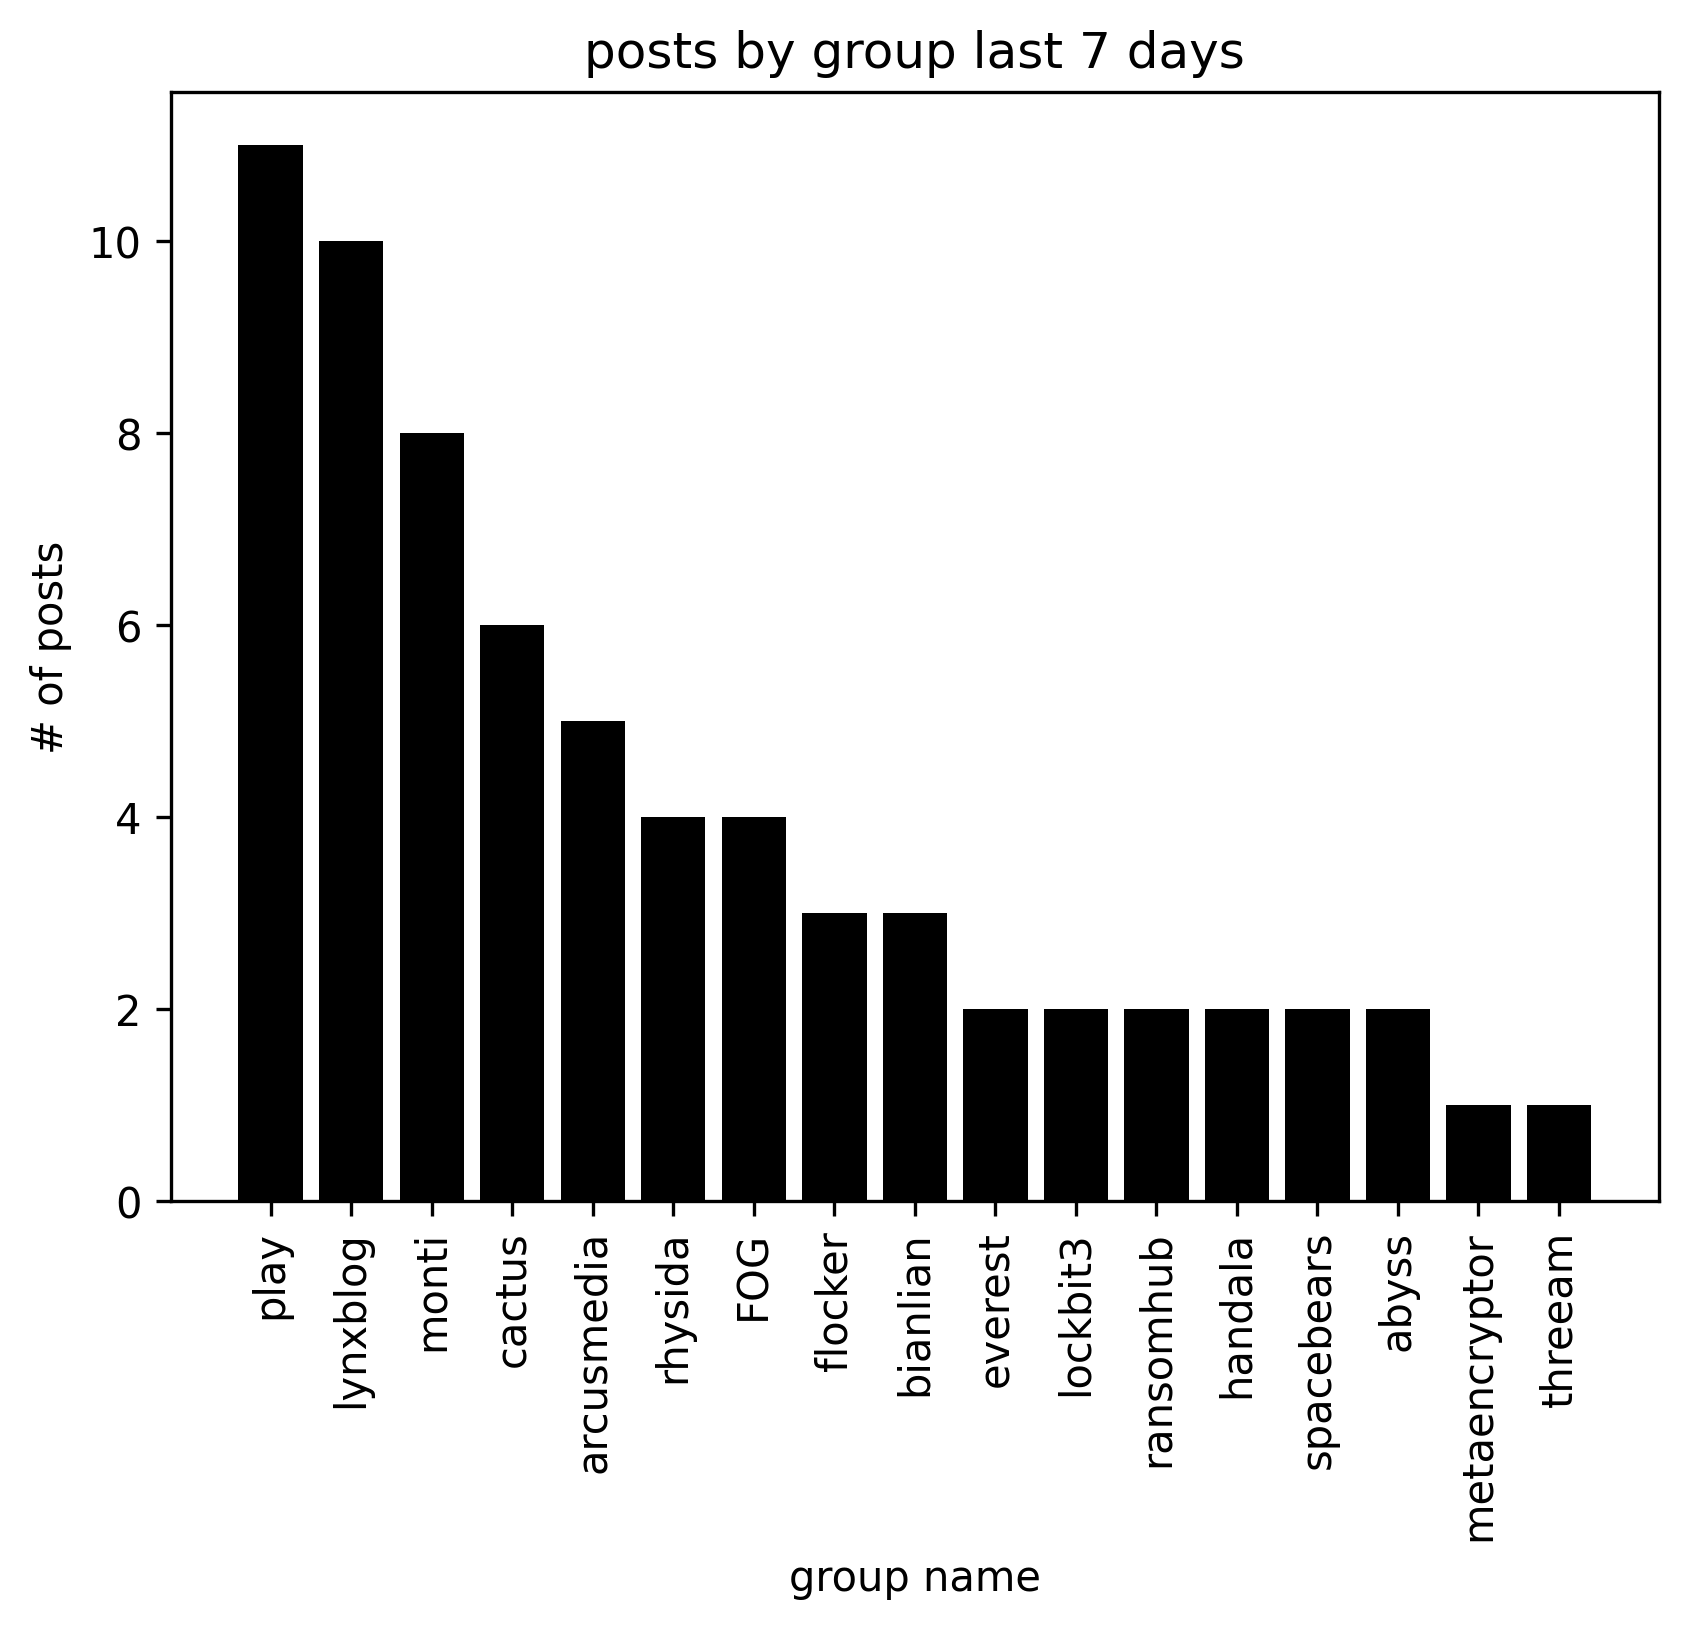 posts by group last 7 days
# of posts
10
8
6
4
2
0
play
lynxblog
monti
cactus
arcusmedia
rhysida
FOG
flocker
bianlian
everest
lockbit3
ransomhub
handala
spacebears
abyss
metaencryptor
threeam
group name